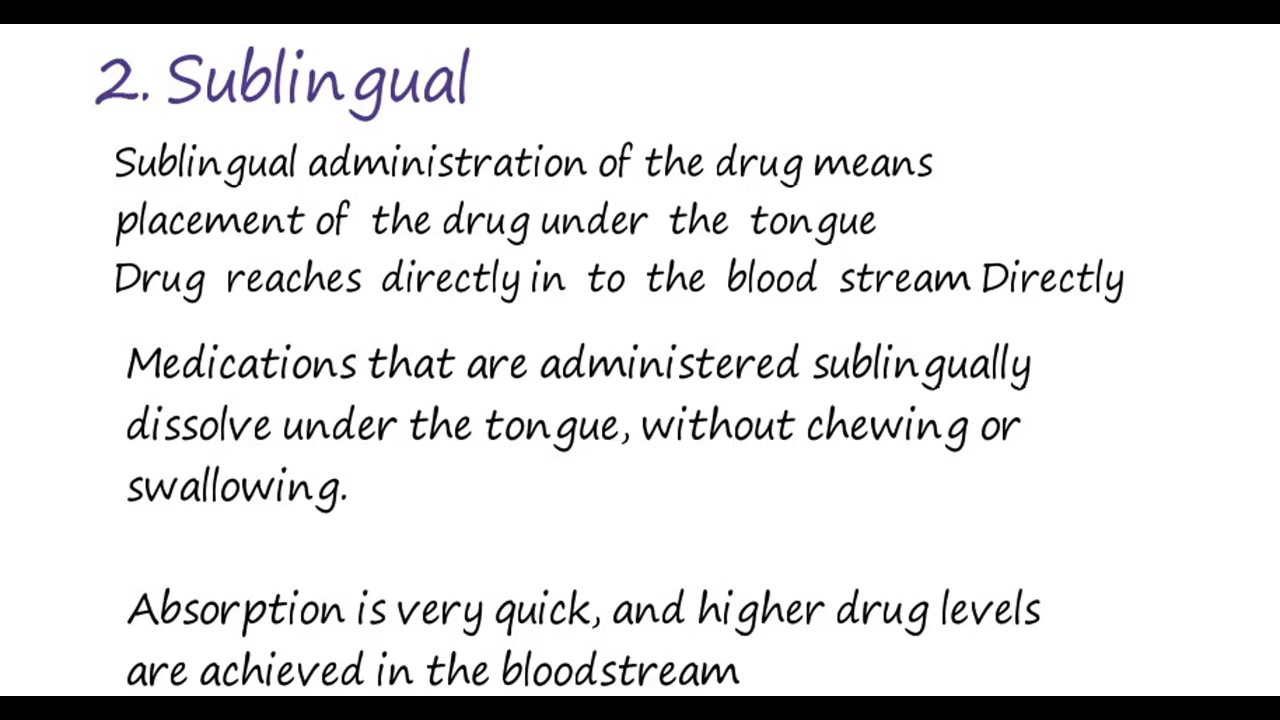 2. Sublingual
Sublingual administration of the drug means
placement of the drug under the tongue
Drug reaches directly in to the blood stream Directly
Medications that are administered sublingually
dissolve under the tongue, without chewing or
swallowing.
Absorption is very quick, and higher drug levels
are achieved in the bloodstream